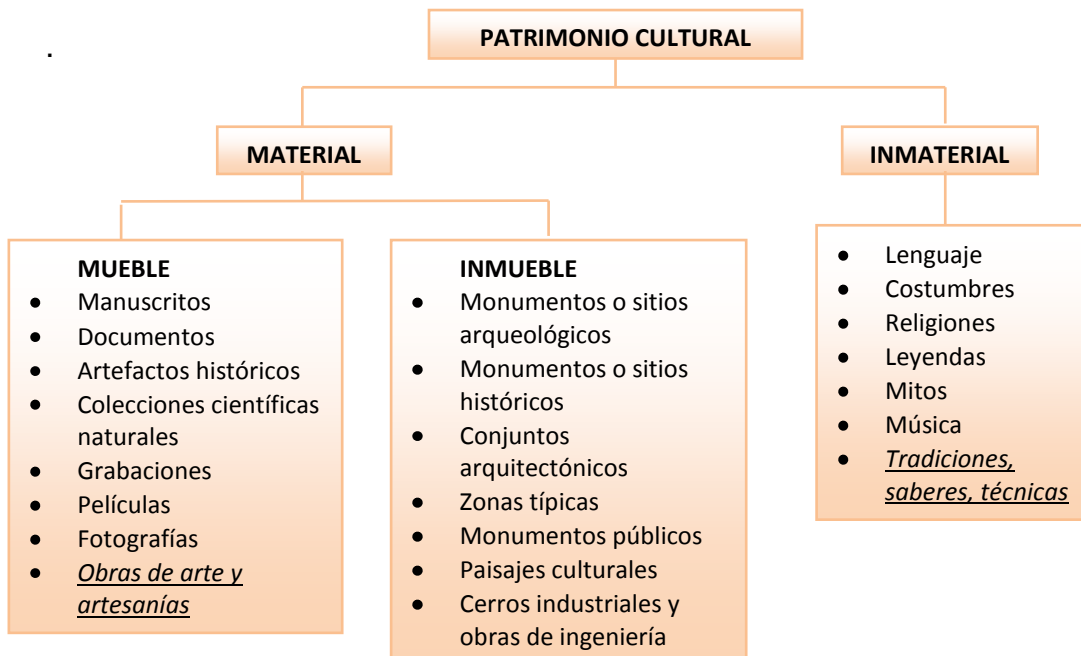 PATRIMONIO CULTURAL
.
MATERIAL
INMATERIAL
MUEBLE
• Manuscritos
• Documentos
• Artefactos históricos
• Colecciones científicas
naturales
• Grabaciones
• Películas
• Fotografías
• Obras de arte y
artesanías
INMUEBLE
• Monumentos o sitios
arqueológicos
• Monumentos o sitios
históricos
• Conjuntos
arquitectónicos
• Zonas típicas
• Monumentos públicos
• Paisajes culturales
• Cerros industriales y
obras de ingeniería
• Lenguaje
• Costumbres
• Religiones
• Leyendas
• Mitos
• Música
• Tradiciones,
saberes, técnicas